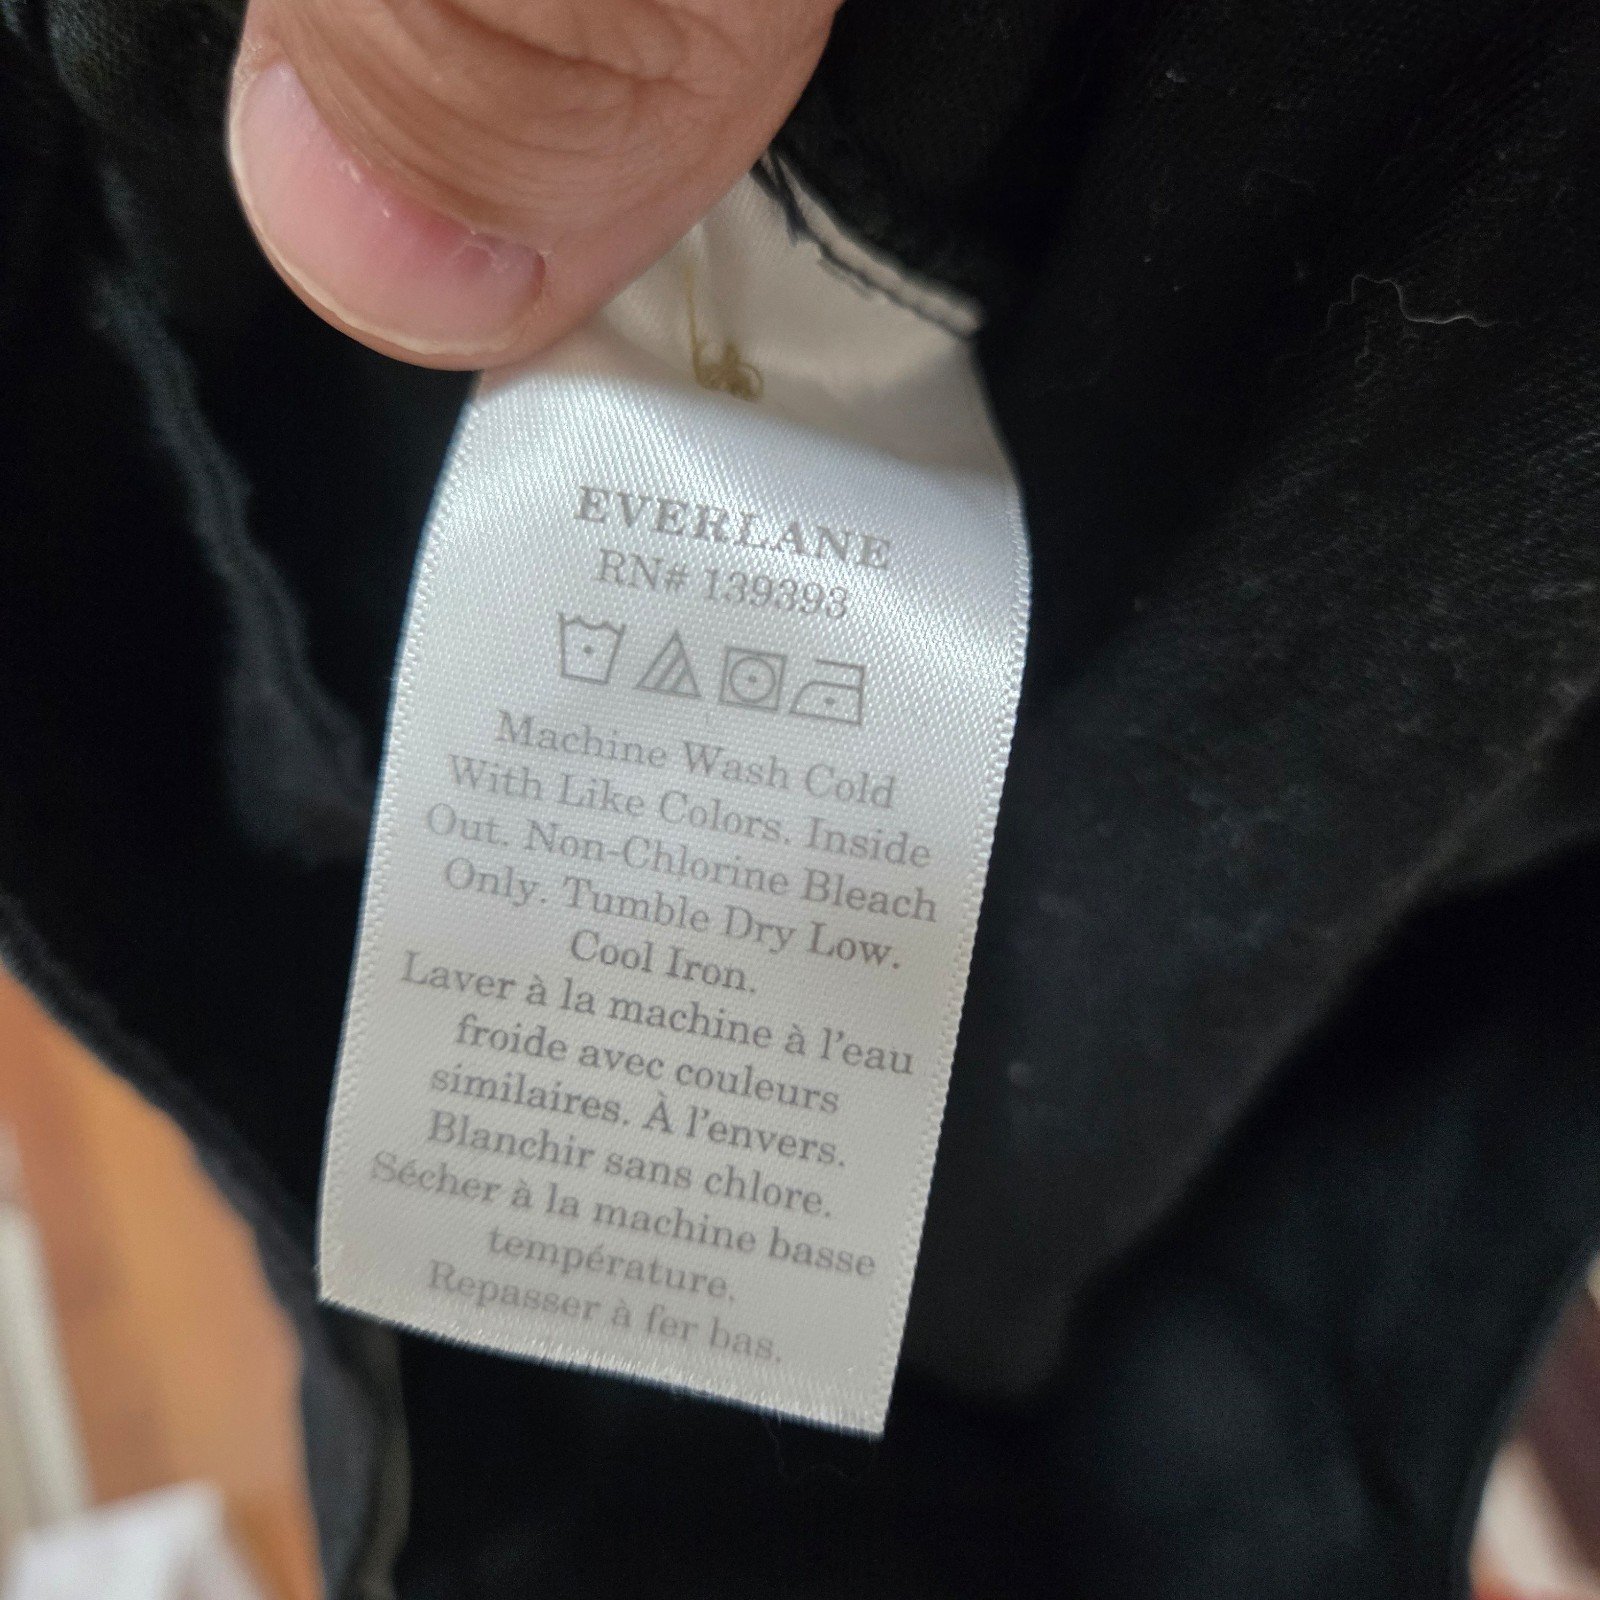 EVERLANE
RN# 139393
Machine Wash Cold
With Like Colors. Inside
Out. Non-Chlorine Bleach
Only. Tumble Dry Low.
Cool Iron.
Laver à la machine à l'eau
froide avec couleurs
similaires. À l'envers.
Blanchir sans chlore.
Sécher à la machine basse
température.
Repasser à fer bas.